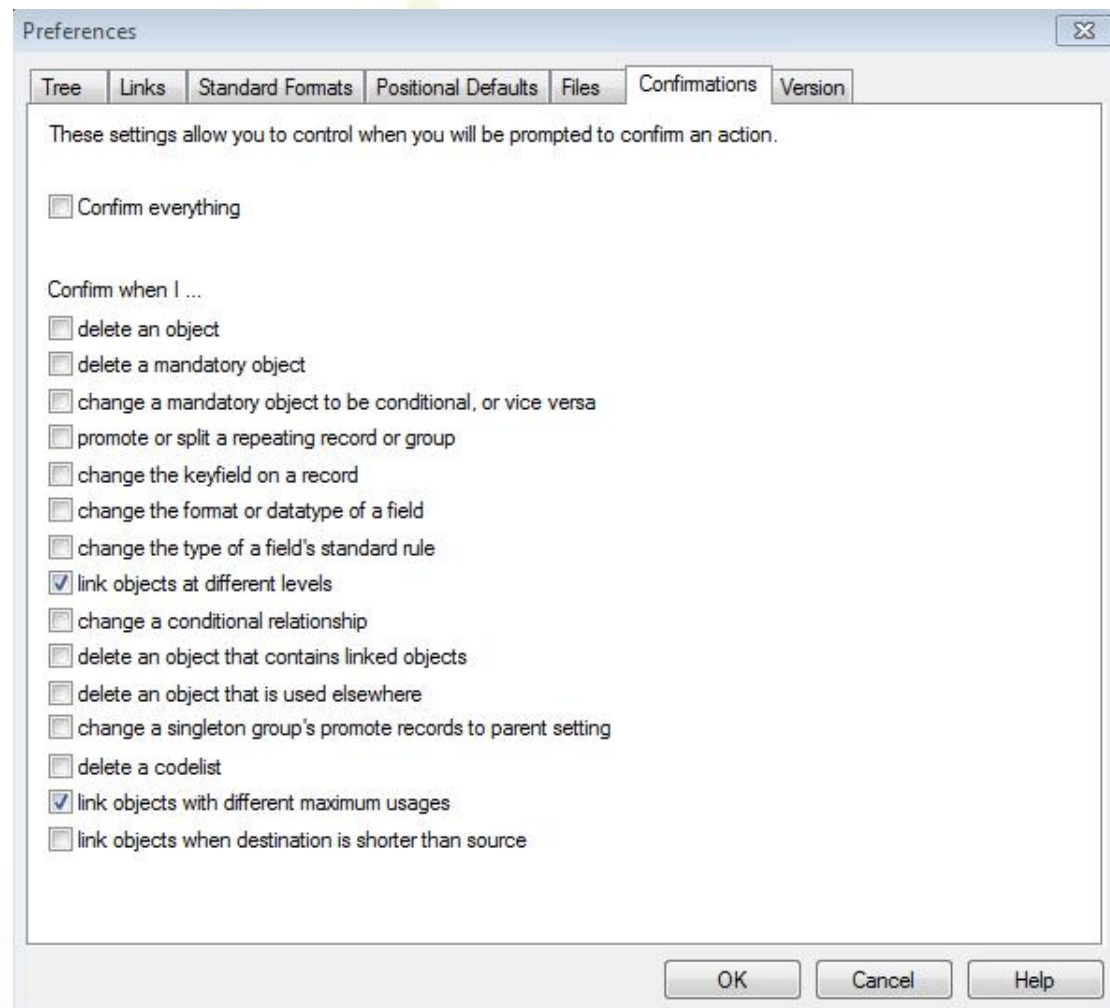 Preferences
Tree Links Standard Formats Positional Defaults Files Confirmations Version
These settings allow you to control when you will be prompted to confirm an action.
Confirm everything
Confirm when I ...
delete an object
delete a mandatory object
change a mandatory object to be conditional, or vice versa
promote or split a repeating record or group
change the keyfield on a record
change the format or datatype of a field
change the type of a field's standard rule
link objects at different levels
change a conditional relationship
delete an object that contains linked objects
delete an object that is used elsewhere
change a singleton group's promote records to parent setting
delete a codelist
link objects with different maximum usages
link objects when destination is shorter than source
OK Cancel Help